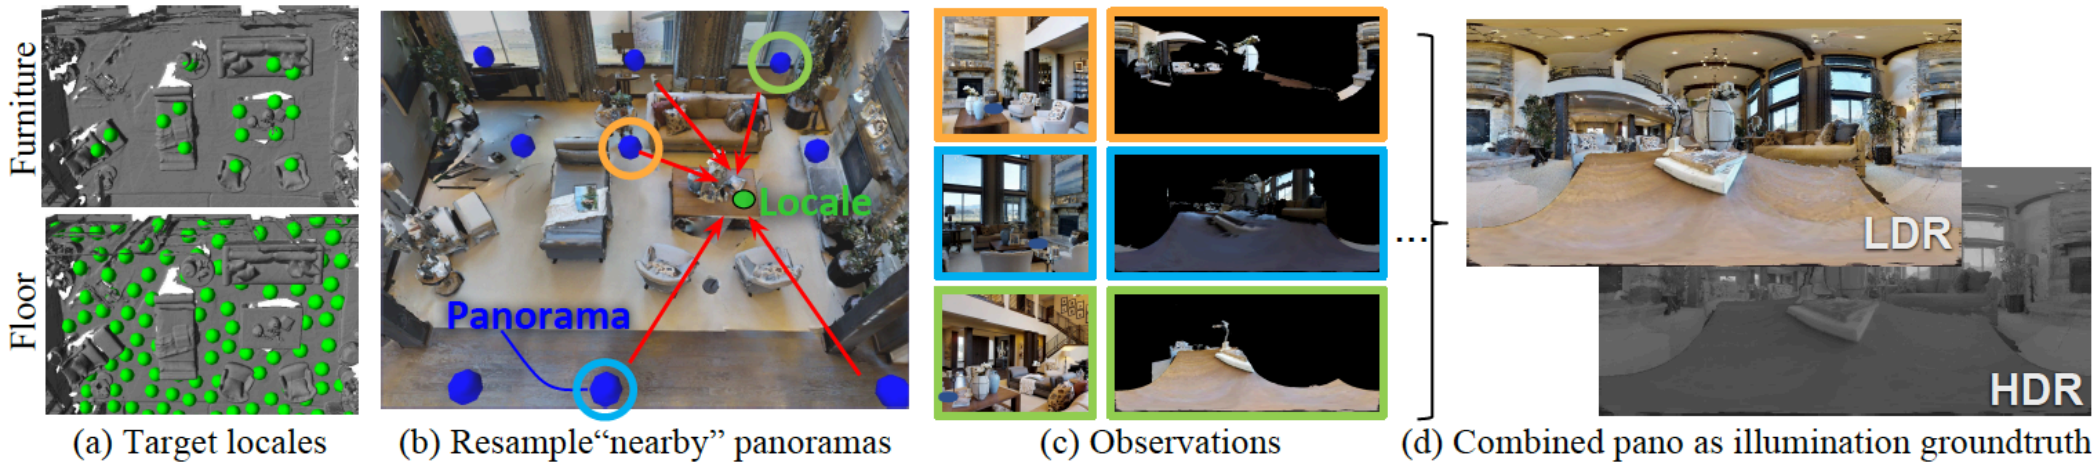 Furniture
Floor
Locale
Panorama
...
LDR
HDR
(a) Target locales
(b) Resample“nearby” panoramas
(c) Observations
(d) Combined pano as illumination groundtruth